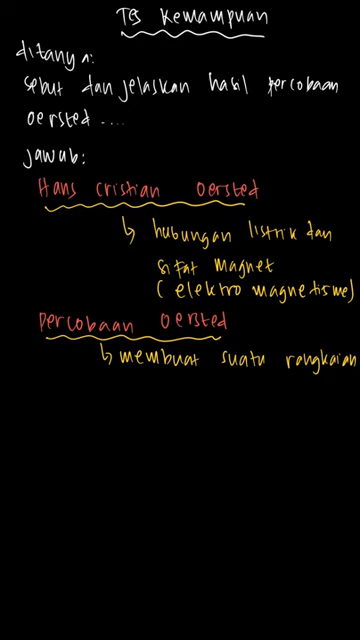 Tes Kemampuan
ditanya:
sebut dan jelaskan hasil percobaan
oersted ....
jawab:
Hans Cristian Oersted
↳ hubungan listrik dan
sifat magnet
(elektro magnetisme)
Percobaan Oersted
↳ membuat suatu rangkaian